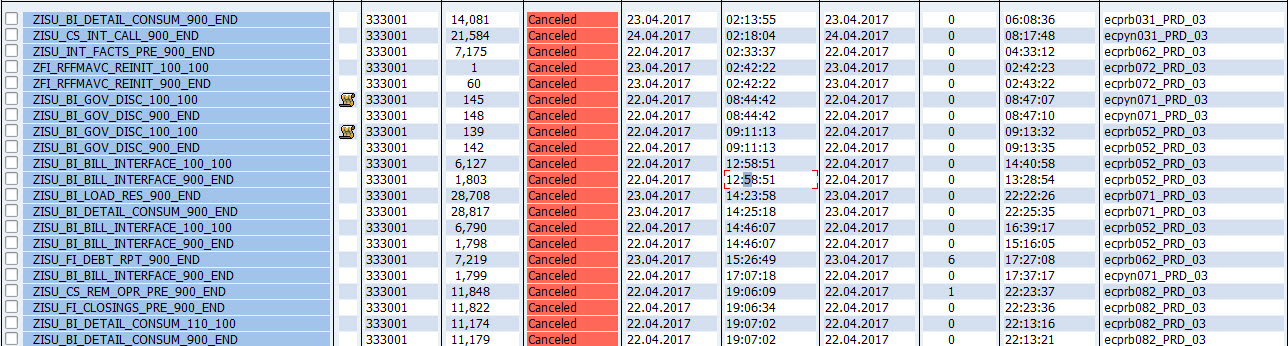 ZISU_BI_DETAIL_CONSUM_900_END 333001 14,081 Canceled 23.04.2017 02:13:55 23.04.2017 0 06:08:36 ecprb031_PRD_03
ZISU_CS_INT_CALL_900_END 333001 21,584 Canceled 24.04.2017 02:18:04 24.04.2017 0 08:17:48 ecpyn031_PRD_03
ZISU_INT_FACTS_PRE_900_END 333001 7,175 Canceled 22.04.2017 02:33:37 22.04.2017 0 04:33:12 ecprb062_PRD_03
ZFI_RFFMAVC_REINIT_100_100 333001 1 Canceled 23.04.2017 02:42:22 23.04.2017 0 02:42:23 ecprb072_PRD_03
ZFI_RFFMAVC_REINIT_900_END 333001 60 Canceled 23.04.2017 02:42:22 23.04.2017 0 02:43:22 ecprb072_PRD_03
ZISU_BI_GOV_DISC_100_100 333001 145 Canceled 22.04.2017 08:44:42 22.04.2017 0 08:47:07 ecpyn071_PRD_03
ZISU_BI_GOV_DISC_900_END 333001 148 Canceled 22.04.2017 08:44:42 22.04.2017 0 08:47:10 ecpyn071_PRD_03
ZISU_BI_GOV_DISC_100_100 333001 139 Canceled 22.04.2017 09:11:13 22.04.2017 0 09:13:32 ecprb052_PRD_03
ZISU_BI_GOV_DISC_900_END 333001 142 Canceled 22.04.2017 09:11:13 22.04.2017 0 09:13:35 ecprb052_PRD_03
ZISU_BI_BILL_INTERFACE_100_100 333001 6,127 Canceled 22.04.2017 12:58:51 22.04.2017 0 14:40:58 ecprb052_PRD_03
ZISU_BI_BILL_INTERFACE_900_END 333001 1,803 Canceled 22.04.2017 12:58:51 22.04.2017 0 13:28:54 ecprb052_PRD_03
ZISU_BI_LOAD_RES_900_END 333001 28,708 Canceled 23.04.2017 14:23:58 23.04.2017 0 22:22:26 ecprb071_PRD_03
ZISU_BI_DETAIL_CONSUM_900_END 333001 28,817 Canceled 23.04.2017 14:25:18 23.04.2017 0 22:25:35 ecprb071_PRD_03
ZISU_BI_BILL_INTERFACE_100_100 333001 6,790 Canceled 22.04.2017 14:46:07 22.04.2017 0 16:39:17 ecprb052_PRD_03
ZISU_BI_BILL_INTERFACE_900_END 333001 1,798 Canceled 22.04.2017 14:46:07 22.04.2017 0 15:16:05 ecprb052_PRD_03
ZISU_FI_DEBT_RPT_900_END 333001 7,219 Canceled 23.04.2017 15:26:49 23.04.2017 6 17:27:08 ecprb062_PRD_03
ZISU_BI_BILL_INTERFACE_900_END 333001 1,799 Canceled 22.04.2017 17:07:18 22.04.2017 0 17:37:17 ecpyn071_PRD_03
ZISU_CS_REM_OPR_PRE_900_END 333001 11,848 Canceled 22.04.2017 19:06:09 22.04.2017 1 22:23:37 ecprb082_PRD_03
ZISU_FI_CLOSINGS_PRE_900_END 333001 11,822 Canceled 22.04.2017 19:06:34 22.04.2017 0 22:23:36 ecprb082_PRD_03
ZISU_BI_DETAIL_CONSUM_110_100 333001 11,174 Canceled 22.04.2017 19:07:02 22.04.2017 0 22:13:16 ecprb082_PRD_03
ZISU_BI_DETAIL_CONSUM_900_END 333001 11,179 Canceled 22.04.2017 19:07:02 22.04.2017 0 22:13:21 ecprb082_PRD_03